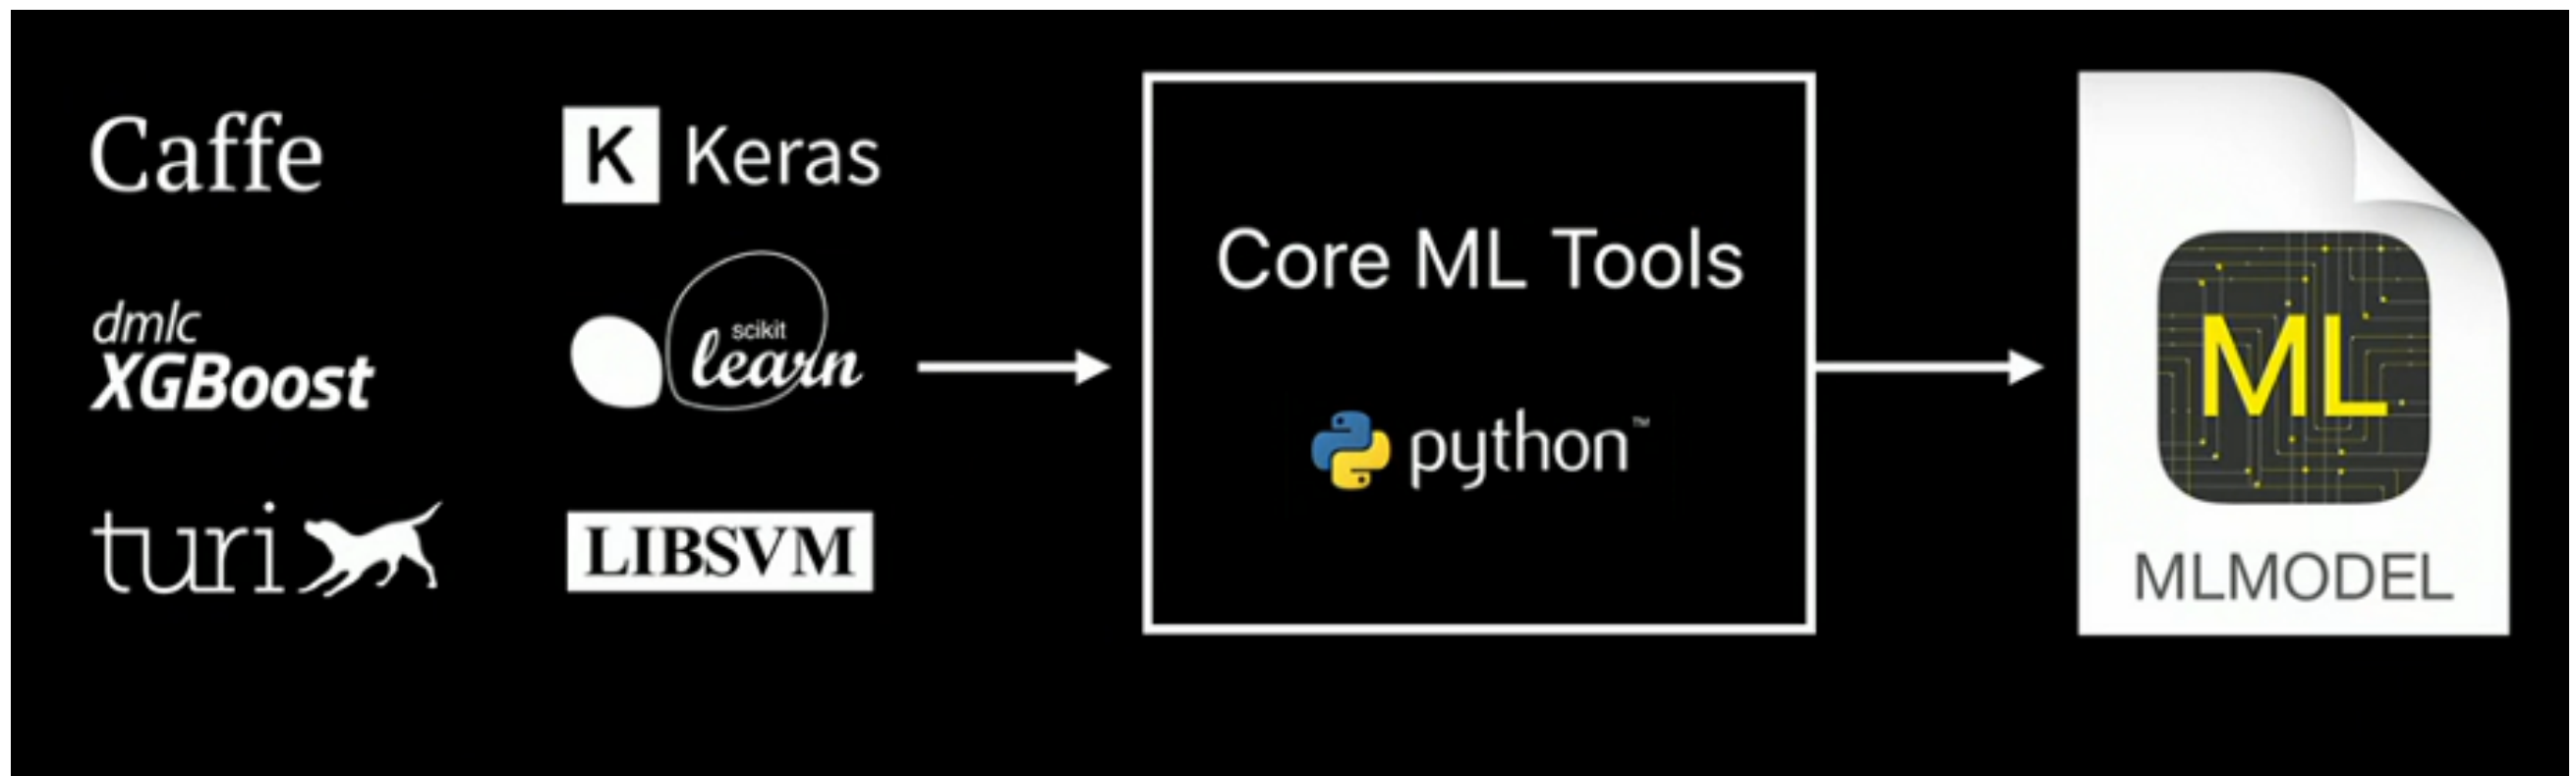 Caffe
K Keras
dmlc
XGBoost
scikit
learn
turi
LIBSVM
Core ML Tools
python™
ML
MLMODEL